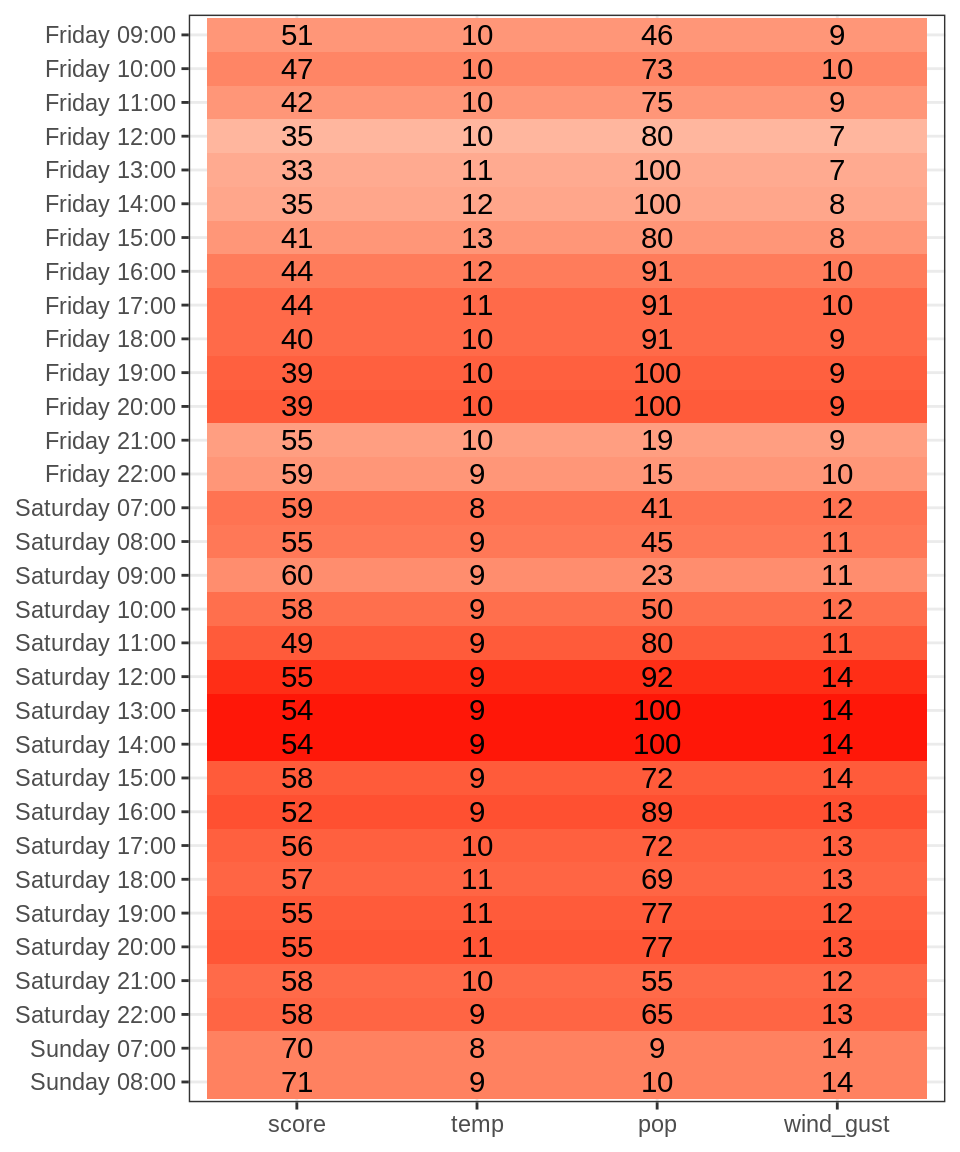 Friday 09:00 51 10 46 9
Friday 10:00 47 10 73 10
Friday 11:00 42 10 75 9
Friday 12:00 35 10 80 7
Friday 13:00 33 11 100 7
Friday 14:00 35 12 100 8
Friday 15:00 41 13 80 8
Friday 16:00 44 12 91 10
Friday 17:00 44 11 91 10
Friday 18:00 40 10 91 9
Friday 19:00 39 10 100 9
Friday 20:00 39 10 100 9
Friday 21:00 55 10 19 9
Friday 22:00 59 9 15 10
Saturday 07:00 59 8 41 12
Saturday 08:00 55 9 45 11
Saturday 09:00 60 9 23 11
Saturday 10:00 58 9 50 12
Saturday 11:00 49 9 80 11
Saturday 12:00 55 9 92 14
Saturday 13:00 54 9 100 14
Saturday 14:00 54 9 100 14
Saturday 15:00 58 9 72 14
Saturday 16:00 52 9 89 13
Saturday 17:00 56 10 72 13
Saturday 18:00 57 11 69 13
Saturday 19:00 55 11 77 12
Saturday 20:00 55 11 77 13
Saturday 21:00 58 10 55 12
Saturday 22:00 58 9 65 13
Sunday 07:00 70 8 9 14
Sunday 08:00 71 9 10 14
score temp pop wind_gust